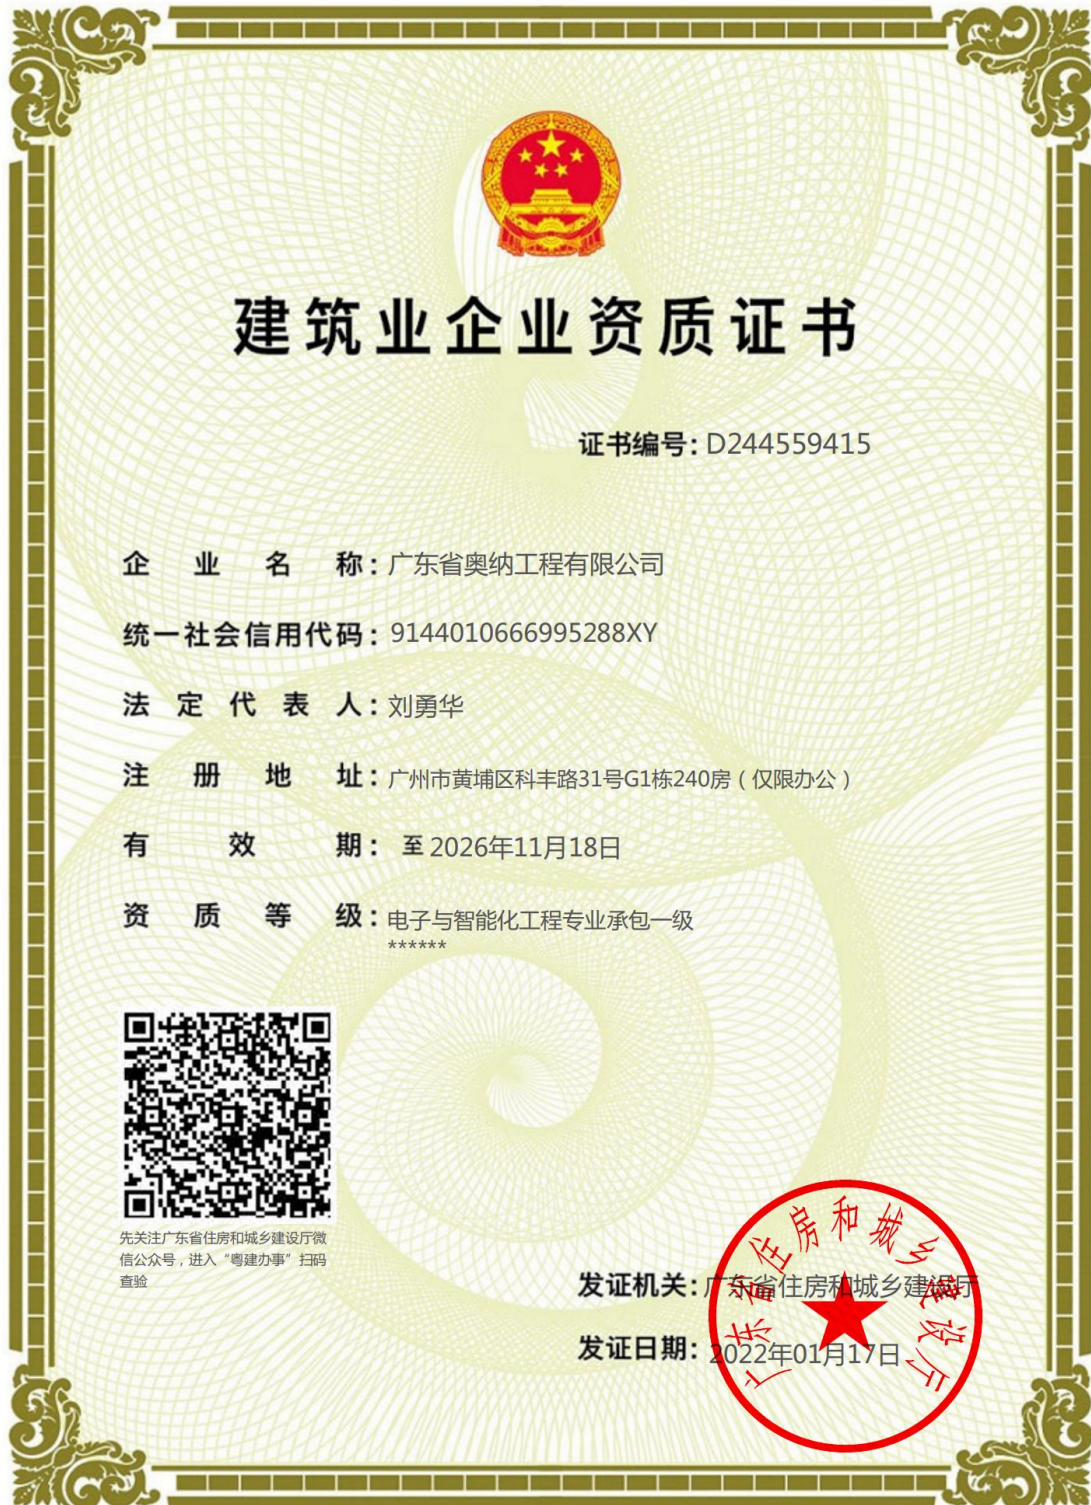 建筑业企业资质证书
证书编号：D244559415
企业名称：广东省奥纳工程有限公司
统一社会信用代码：9144010666995288XY
法定代表人：刘勇华
注册地址：广州市黄埔区科丰路31号G1栋240房（仅限办公）
有效期：至2026年11月18日
资质等级：电子与智能化工程专业承包一级
******
先关注广东省住房和城乡建设厅微
信公众号，进入“粤建办事”扫码
查验
发证机关：广东省住房和城乡建设厅
发证日期：2022年01月17日
广东省住房和城乡建设厅